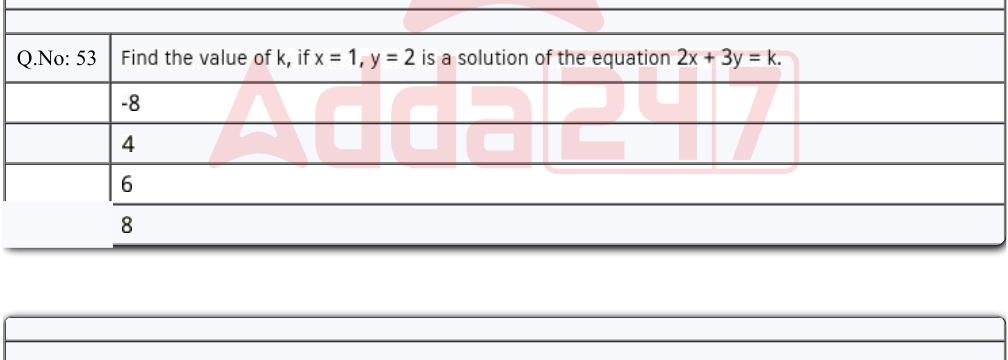 Q.No: 53 Find the value of k, if x = 1, y = 2 is a solution of the equation 2x + 3y = k.
-8
4
6
8
Adda247